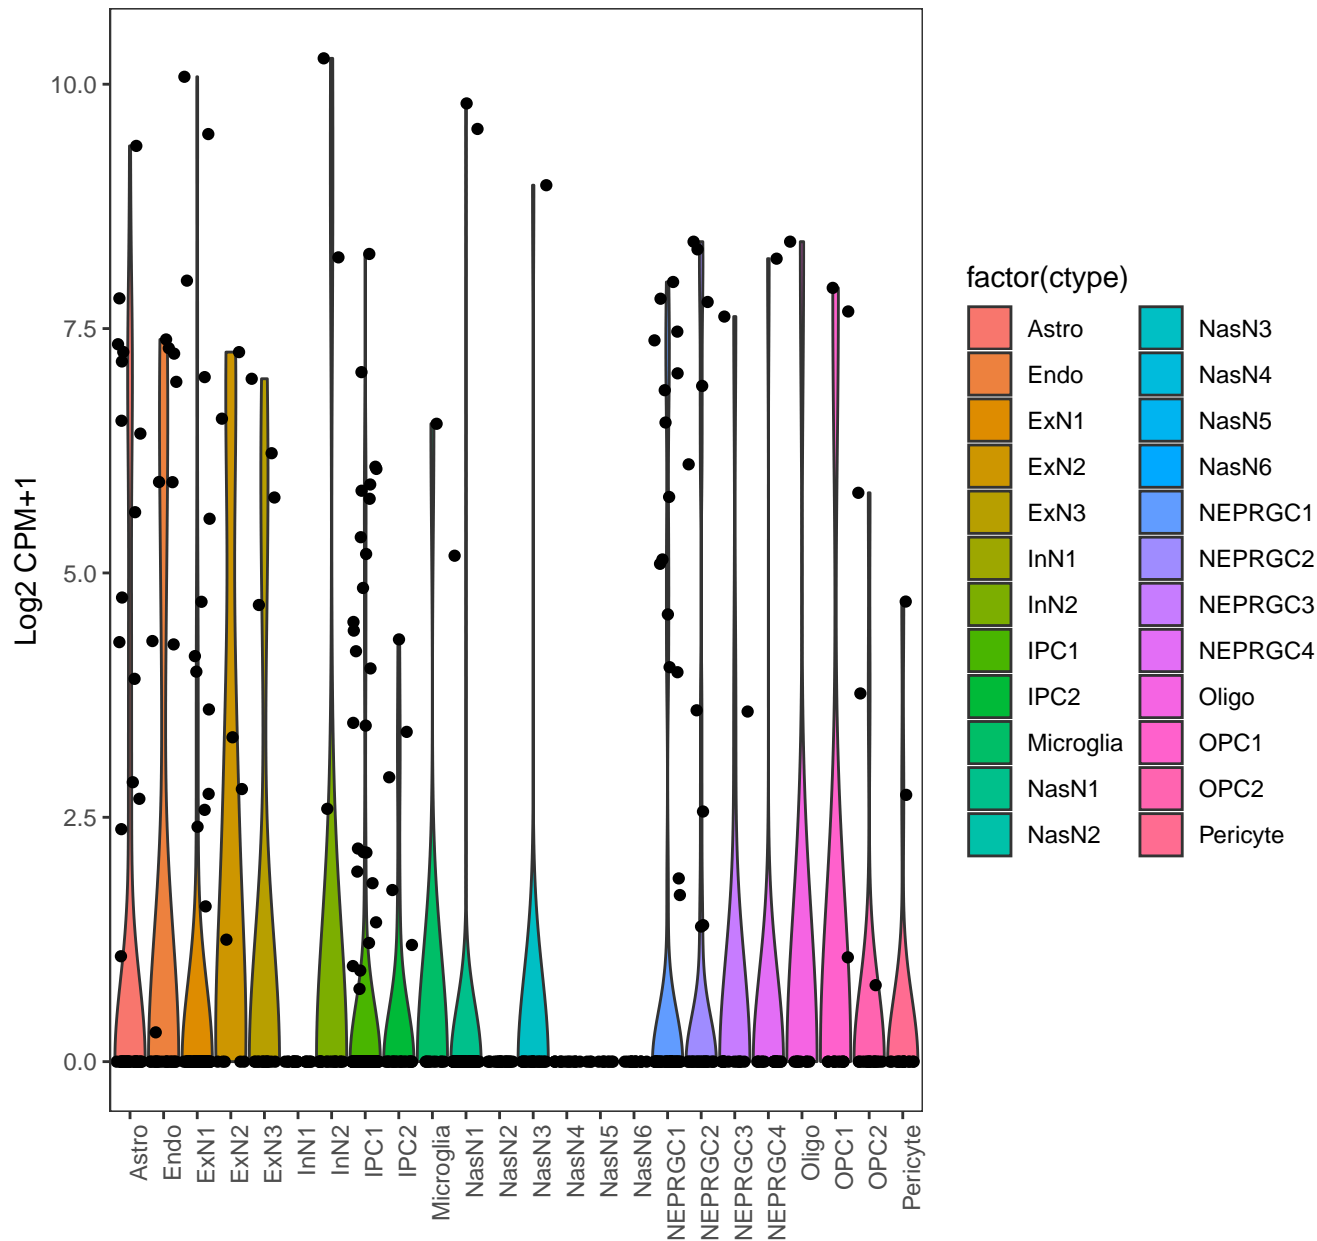 Log2 CPM+1
10.0
7.5
5.0
2.5
0.0
Astro
Endo
ExN1
ExN2
ExN3
InN1
InN2
IPC1
IPC2
Microglia
NasN1
NasN2
NasN3
NasN4
NasN5
NasN6
NEPRGC1
NEPRGC2
NEPRGC3
NEPRGC4
Oligo
OPC1
OPC2
Pericyte
factor(ctype)
Astro
Endo
ExN1
ExN2
ExN3
InN1
InN2
IPC1
IPC2
Microglia
NasN1
NasN2
NasN3
NasN4
NasN5
NasN6
NEPRGC1
NEPRGC2
NEPRGC3
NEPRGC4
Oligo
OPC1
OPC2
Pericyte